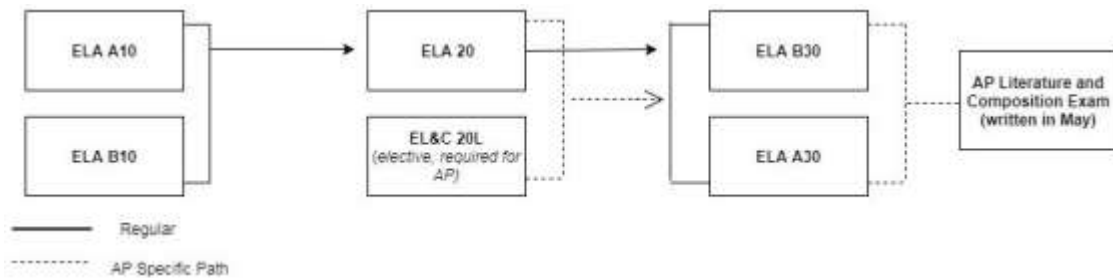 ELA A10
ELA 20
ELA B30
AP Literature and
Composition Exam
(written in May)
ELA B10
EL&C 20L
(elective, required for
AP)
ELA A30
Regular
AP Specific Path